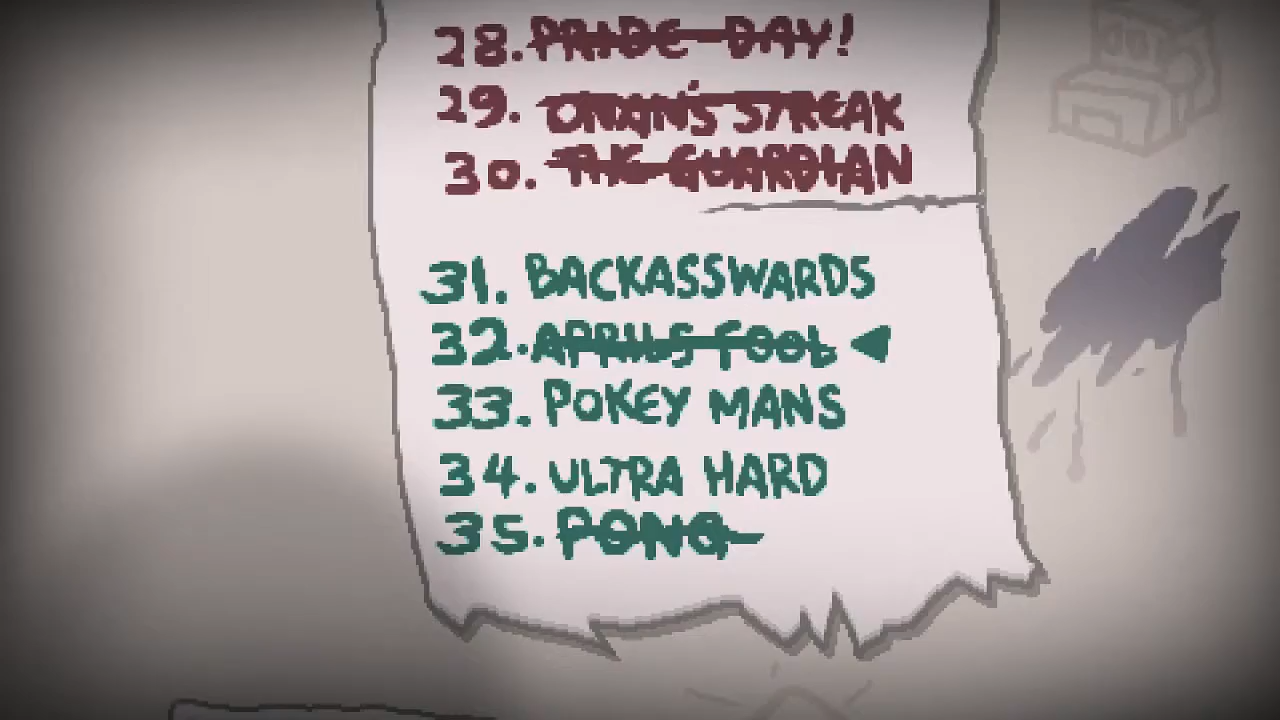 28. PRIDE DAY!
29. ONAN'S STREAK
30. THE GUARDIAN
31. BACKASSWARDS
32. APRILS FOOL
33. POKEY MANS
34. ULTRA HARD
35. PONG